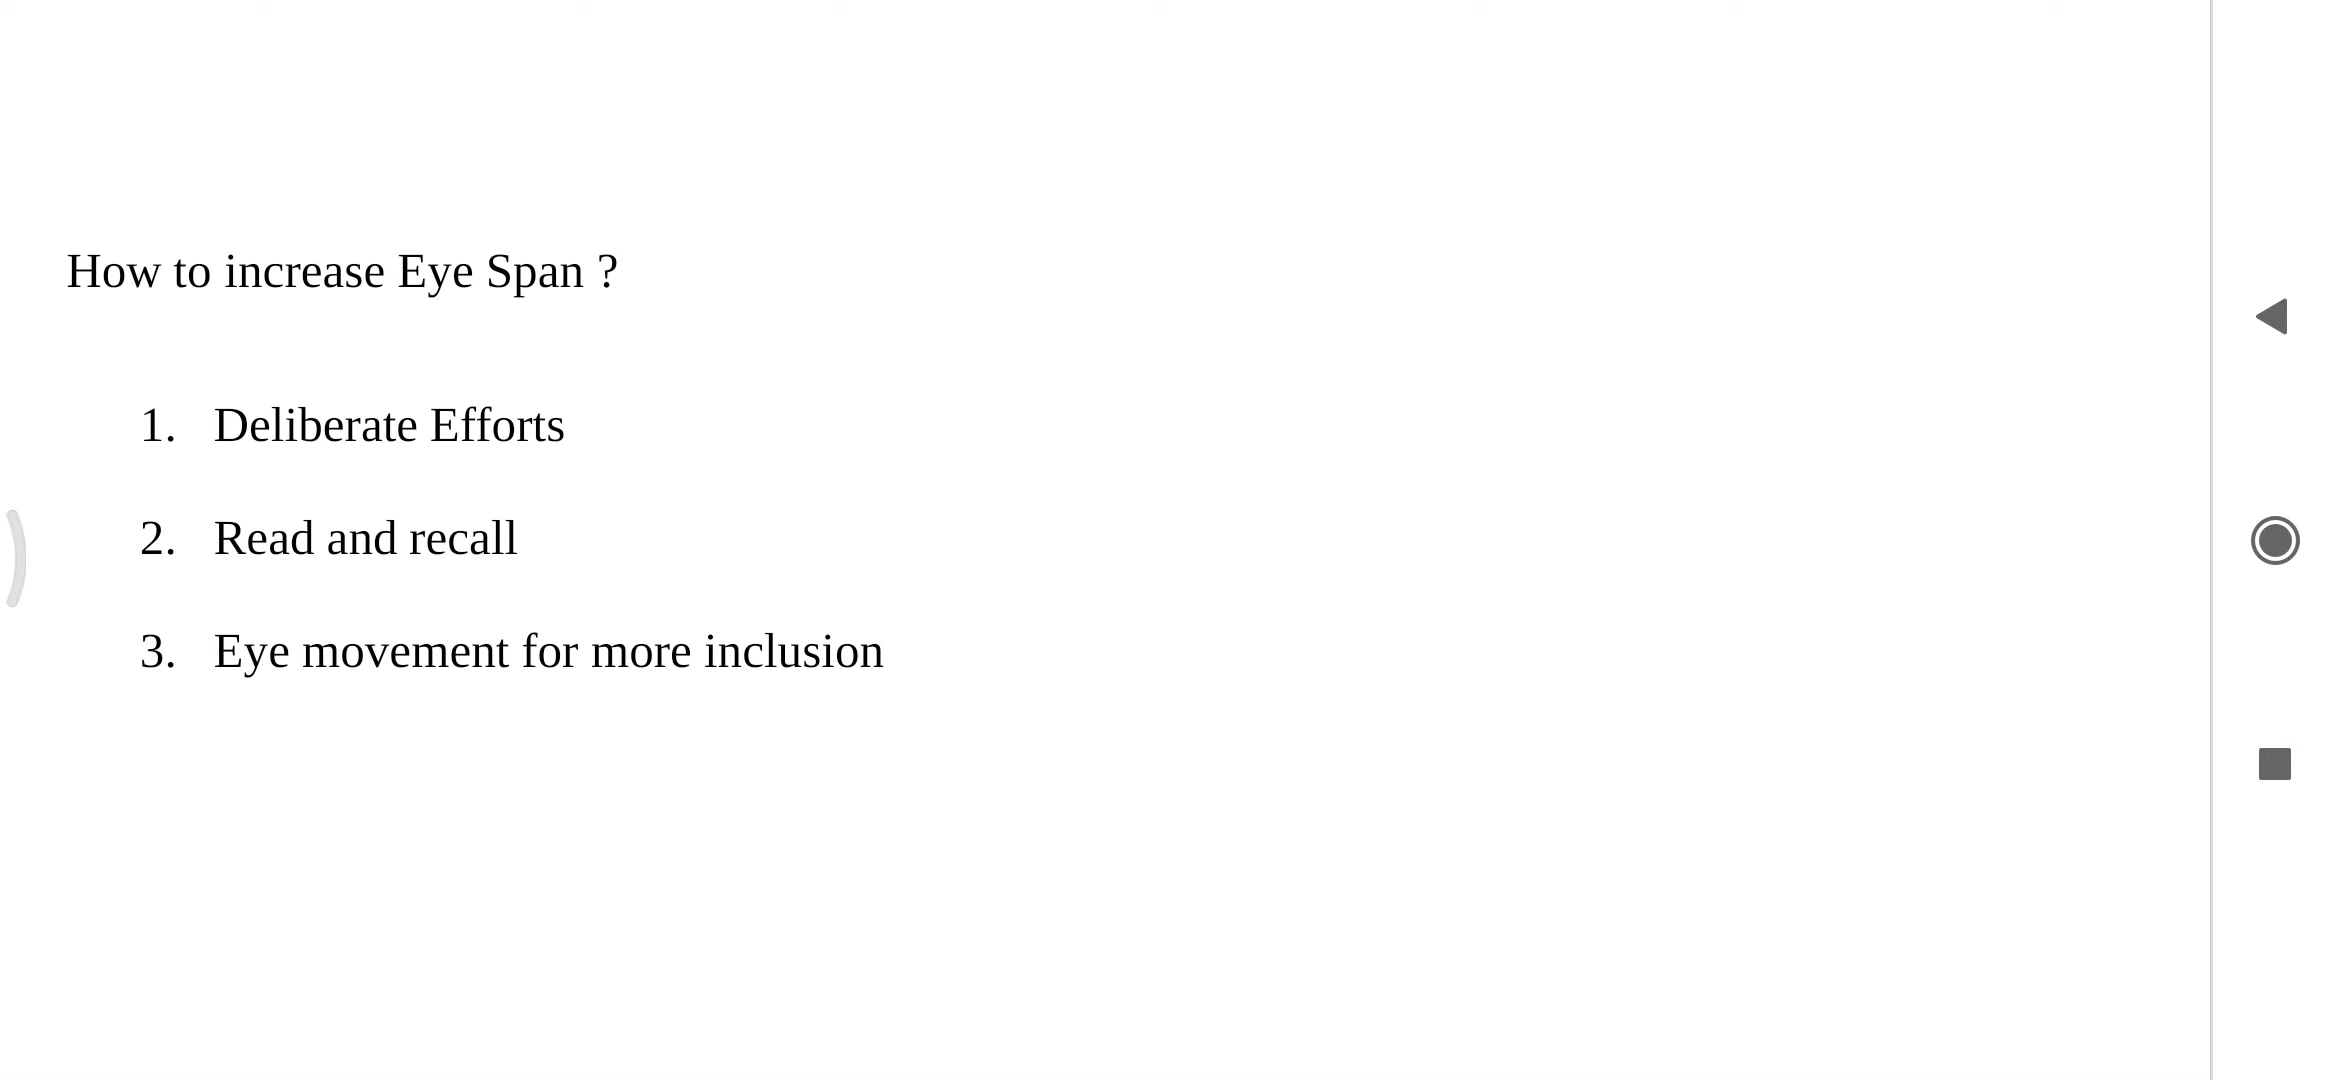 How to increase Eye Span ?
1. Deliberate Efforts
2. Read and recall
3. Eye movement for more inclusion